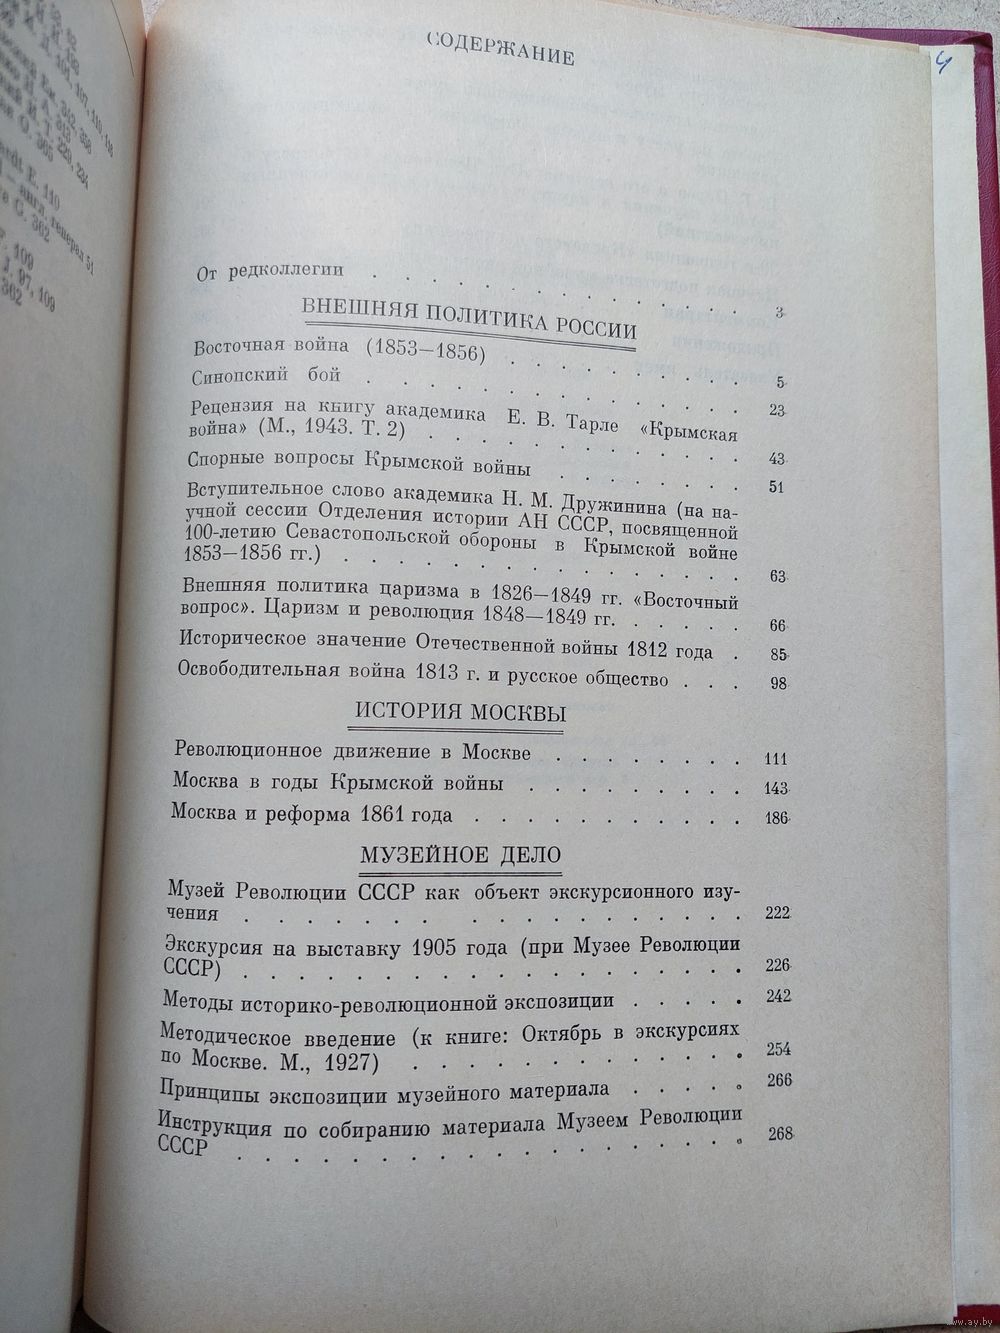 СОДЕРЖАНИЕ
От редколлегии . . . . . . . . . . . . . . 3
ВНЕШНЯЯ ПОЛИТИКА РОССИИ
Восточная война (1853—1856) . . . . . . . . . 5
Синопский бой . . . . . . . . . . . . . . 23
Рецензия на книгу академика Е. В. Тарле «Крымская
война» (М., 1943. Т. 2) . . . . . . . . . . . . 43
Спорные вопросы Крымской войны . . . . . . . . 51
Вступительное слово академика Н. М. Дружинина (на на-
учной сессии Отделения истории АН СССР, посвященной
100-летию Севастопольской обороны в Крымской войне
1853—1856 гг.) . . . . . . . . . . . . . . . 63
Внешняя политика царизма в 1826—1849 гг. «Восточный
вопрос». Царизм и революция 1848—1849 гг. . . . . . 66
Историческое значение Отечественной войны 1812 года . 85
Освободительная война 1813 г. и русское общество . . . 98
ИСТОРИЯ МОСКВЫ
Революционное движение в Москве . . . . . . . . 111
Москва в годы Крымской войны . . . . . . . . . 143
Москва и реформа 1861 года . . . . . . . . . . . 186
МУЗЕЙНОЕ ДЕЛО
Музей Революции СССР как объект экскурсионного изу-
чения . . . . . . . . . . . . . . . . . 222
Экскурсия на выставку 1905 года (при Музее Революции
СССР) . . . . . . . . . . . . . . . . . 226
Методы историко-революционной экспозиции . . . . . 242
Методическое введение (к книге: Октябрь в экскурсиях
по Москве. М., 1927) . . . . . . . . . . . . 254
Принципы экспозиции музейного материала . . . . . 266
Инструкция по собиранию материала Музеем Революции
СССР . . . . . . . . . . . . . . . . . 268
www.ay.by